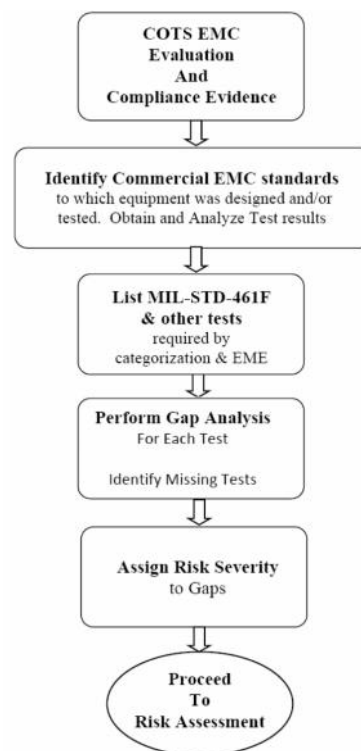 COTS EMC
Evaluation
And
Compliance Evidence
Identify Commercial EMC standards
to which equipment was designed and/or
tested. Obtain and Analyze Test results
List MIL-STD-461F
& other tests
required by
categorization & EME
Perform Gap Analysis
For Each Test
Identify Missing Tests
Assign Risk Severity
to Gaps
Proceed
To
Risk Assessment